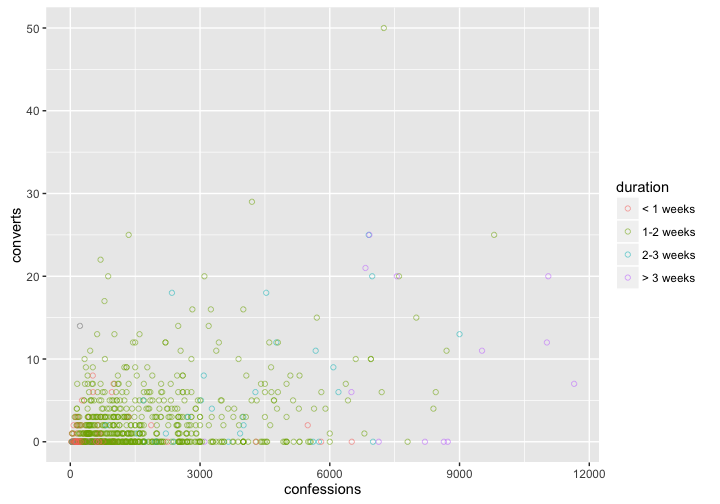 50
40
30
20
10
0
converts
0 3000 6000 9000 12000
confessions
duration
< 1 weeks
1-2 weeks
2-3 weeks
> 3 weeks